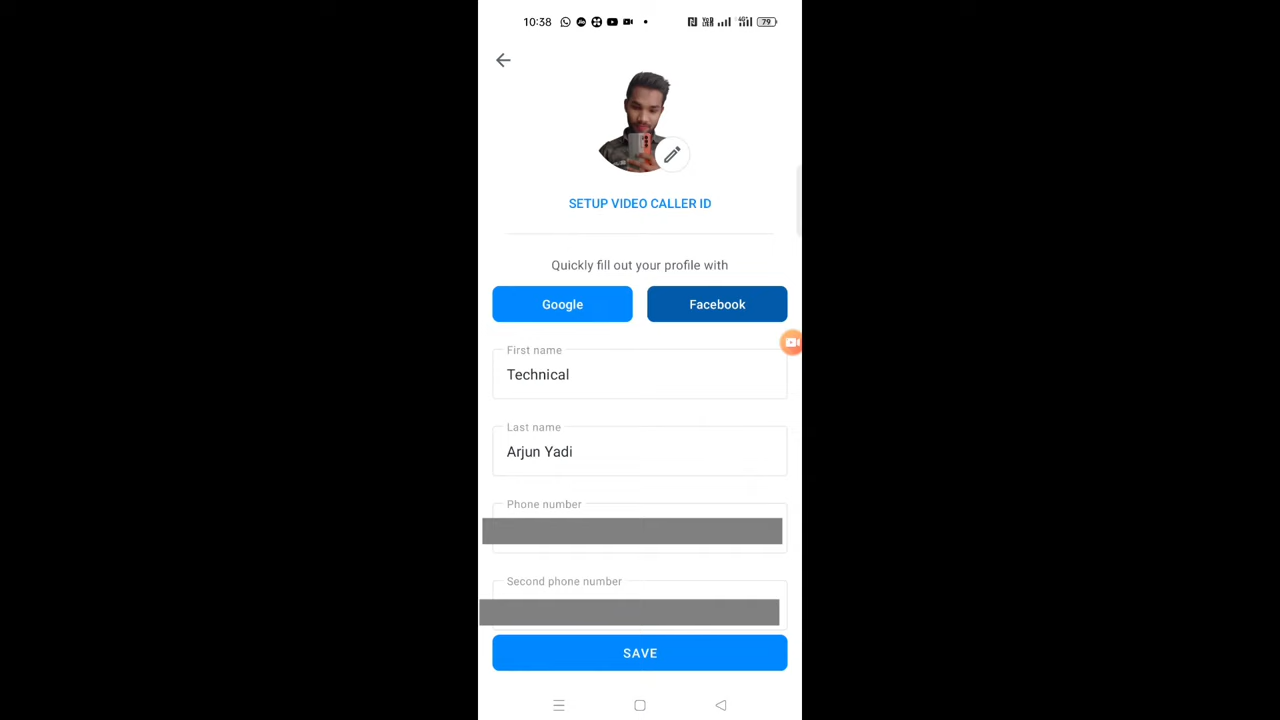 10:38 79
SETUP VIDEO CALLER ID
Quickly fill out your profile with
Google Facebook
First name
Technical
Last name
Arjun Yadi
Phone number
Second phone number
SAVE